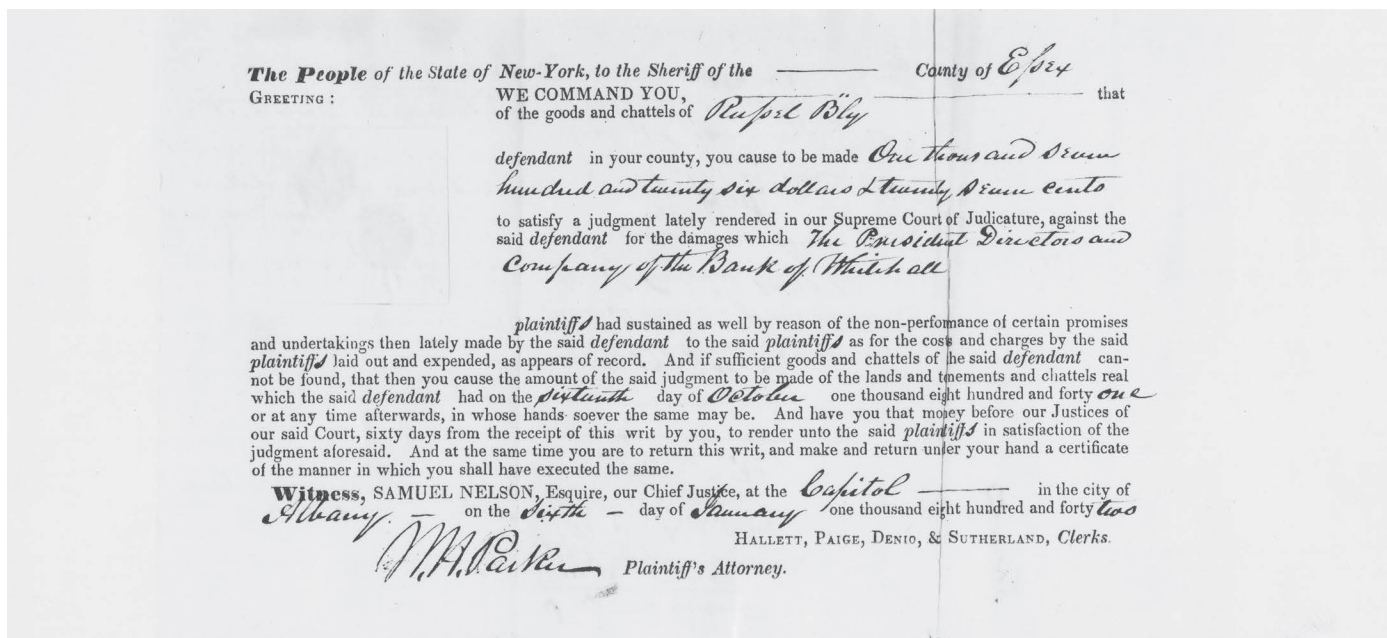 The People of the State of New-York, to the Sheriff of the County of Essex
GREETING : WE COMMAND YOU, that
of the goods and chattels of Russel Bly
defendant in your county, you cause to be made One thousand seven
hundred and twenty six dollars & twenty seven cents
to satisfy a judgment lately rendered in our Supreme Court of Judicature, against the
said defendant for the damages which The President Directors and
Company of the Bank of Whitehall
plaintiffs had sustained as well by reason of the non-perfomance of certain promises
and undertakings then lately made by the said defendant to the said plaintiffs as for the costs and charges by the said
plaintiffs laid out and expended, as appears of record. And if sufficient goods and chattels of the said defendant can-
not be found, that then you cause the amount of the said judgment to be made of the lands and tenements and chattels real
which the said defendant had on the sixteenth day of October one thousand eight hundred and forty one
or at any time afterwards, in whose hands soever the same may be. And have you that money before our Justices of
our said Court, sixty days from the receipt of this writ by you, to render unto the said plaintiffs in satisfaction of the
judgment aforesaid. And at the same time you are to return this writ, and make and return under your hand a certificate
of the manner in which you shall have executed the same.
Witness, SAMUEL NELSON, Esquire, our Chief Justice, at the Capitol in the city of
Albany on the sixth day of January one thousand eight hundred and forty two
HALLETT, PAIGE, DENIO, & SUTHERLAND, Clerks.
W. A. Parker Plaintiff's Attorney.